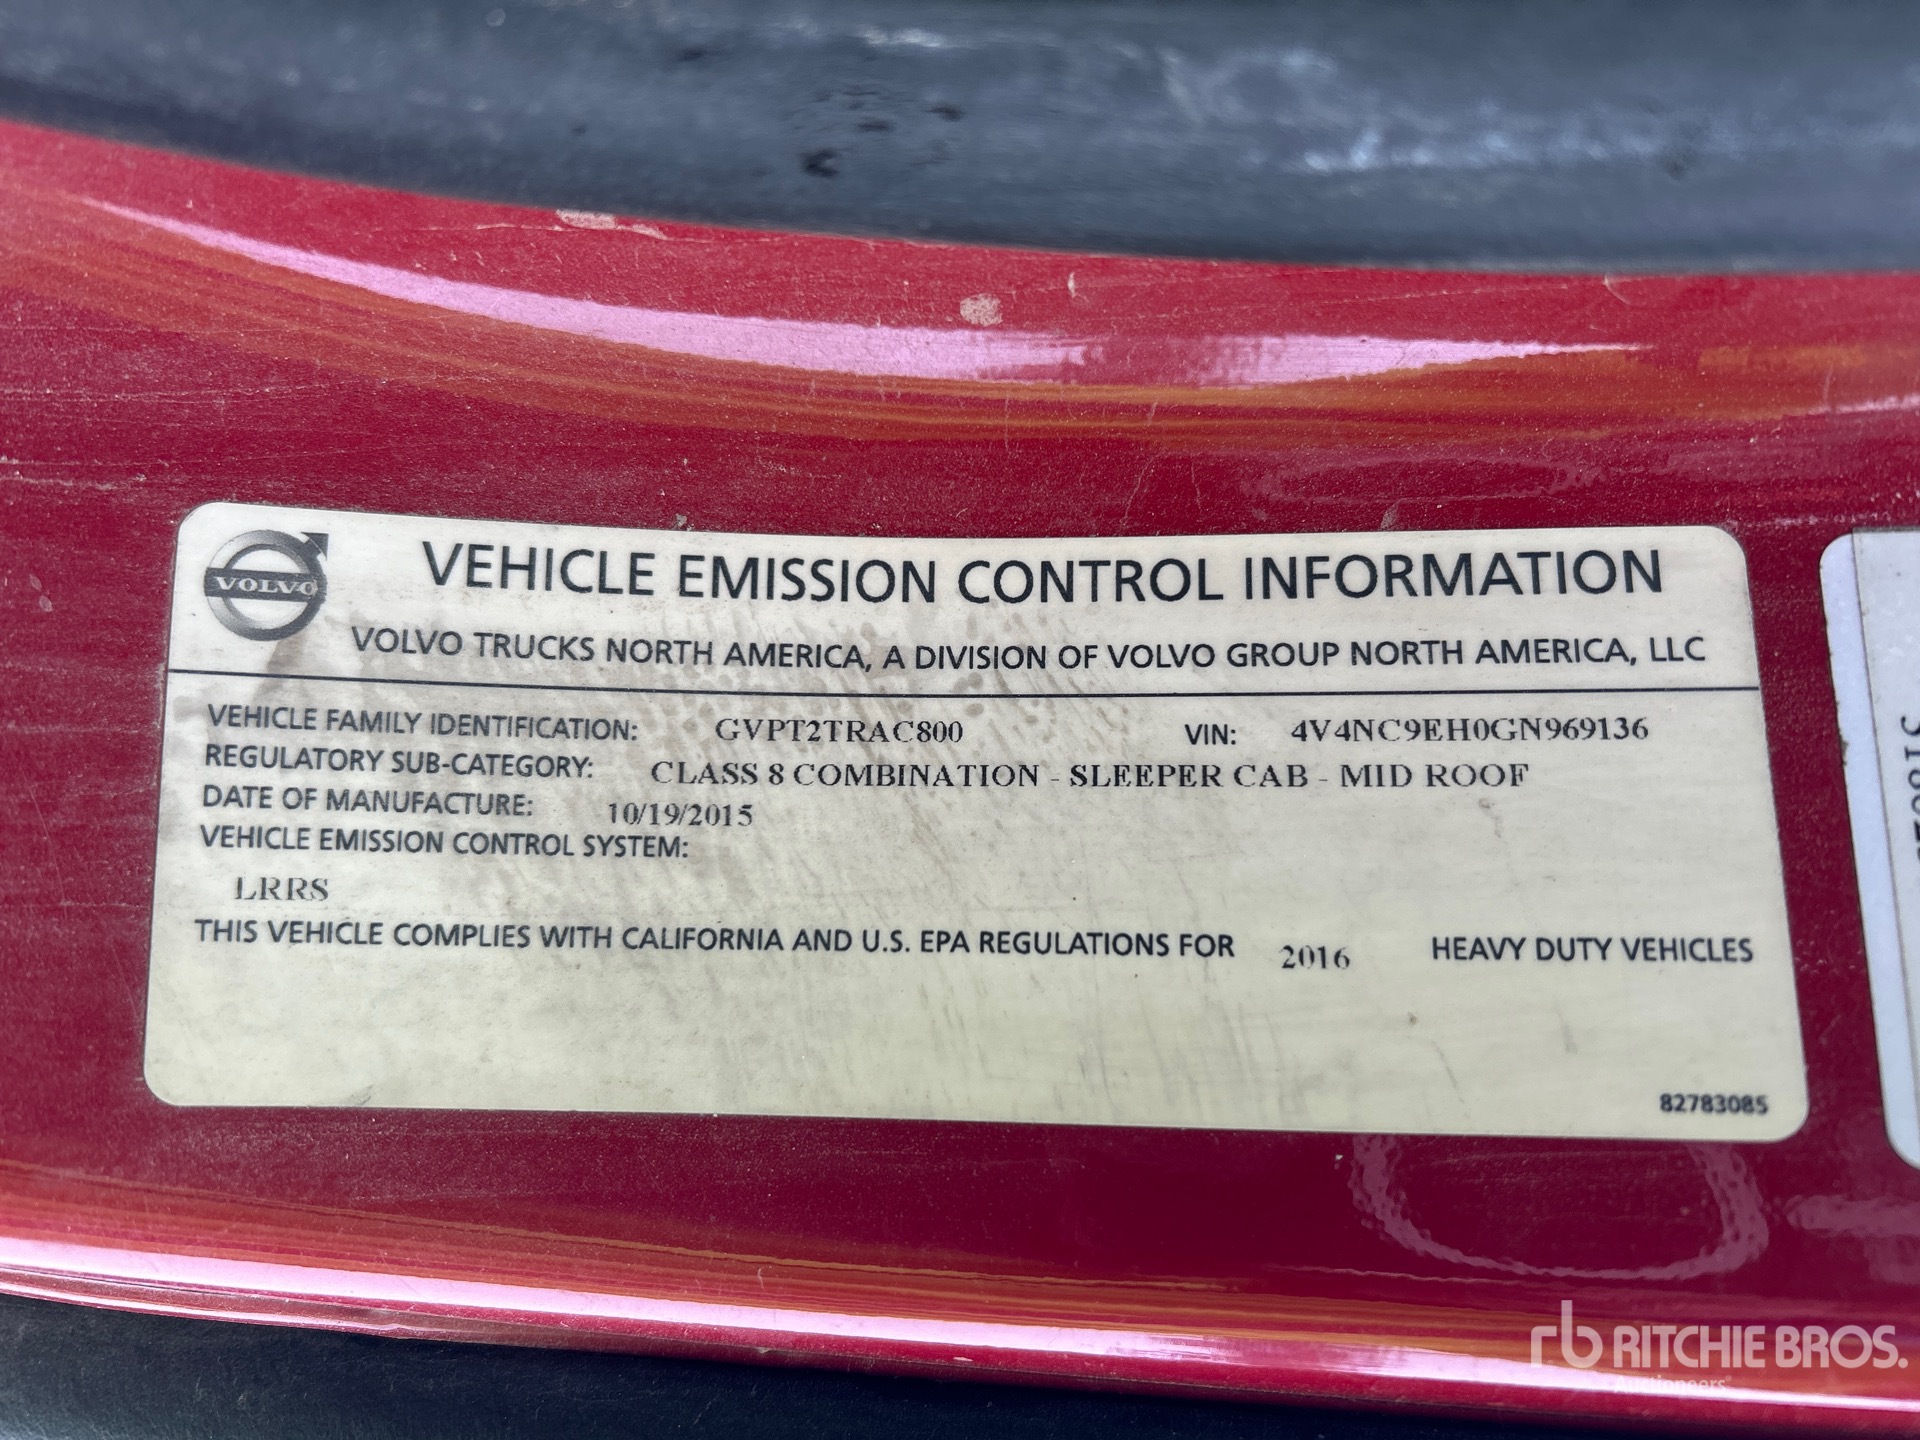 VOLVO
VEHICLE EMISSION CONTROL INFORMATION
VOLVO TRUCKS NORTH AMERICA, A DIVISION OF VOLVO GROUP NORTH AMERICA, LLC
VEHICLE FAMILY IDENTIFICATION: GVPT2TRAC800 VIN: 4V4NC9EH0GN969136
REGULATORY SUB-CATEGORY: CLASS 8 COMBINATION - SLEEPER CAB - MID ROOF
DATE OF MANUFACTURE: 10/19/2015
VEHICLE EMISSION CONTROL SYSTEM:
LRRS
THIS VEHICLE COMPLIES WITH CALIFORNIA AND U.S. EPA REGULATIONS FOR 2016 HEAVY DUTY VEHICLES
82783085
rb RITCHIE BROS.
Auctioneers